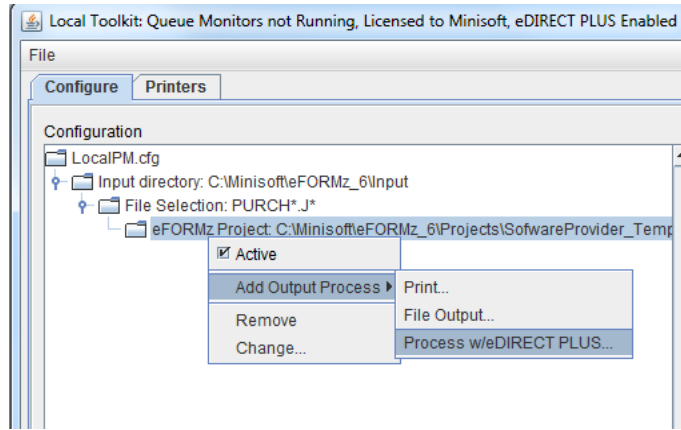 Local Toolkit: Queue Monitors not Running, Licensed to Minisoft, eDIRECT PLUS Enabled
File
Configure Printers
Configuration
LocalPM.cfg
Input directory: C:\Minisoft\eFORMz_6\Input
File Selection: PURCH*.J*
eFORMz Project: C:\Minisoft\eFORMz_6\Projects\SofwareProvider_Temp
Active
Add Output Process Print...
File Output...
Remove
Process w/eDIRECT PLUS...
Change...